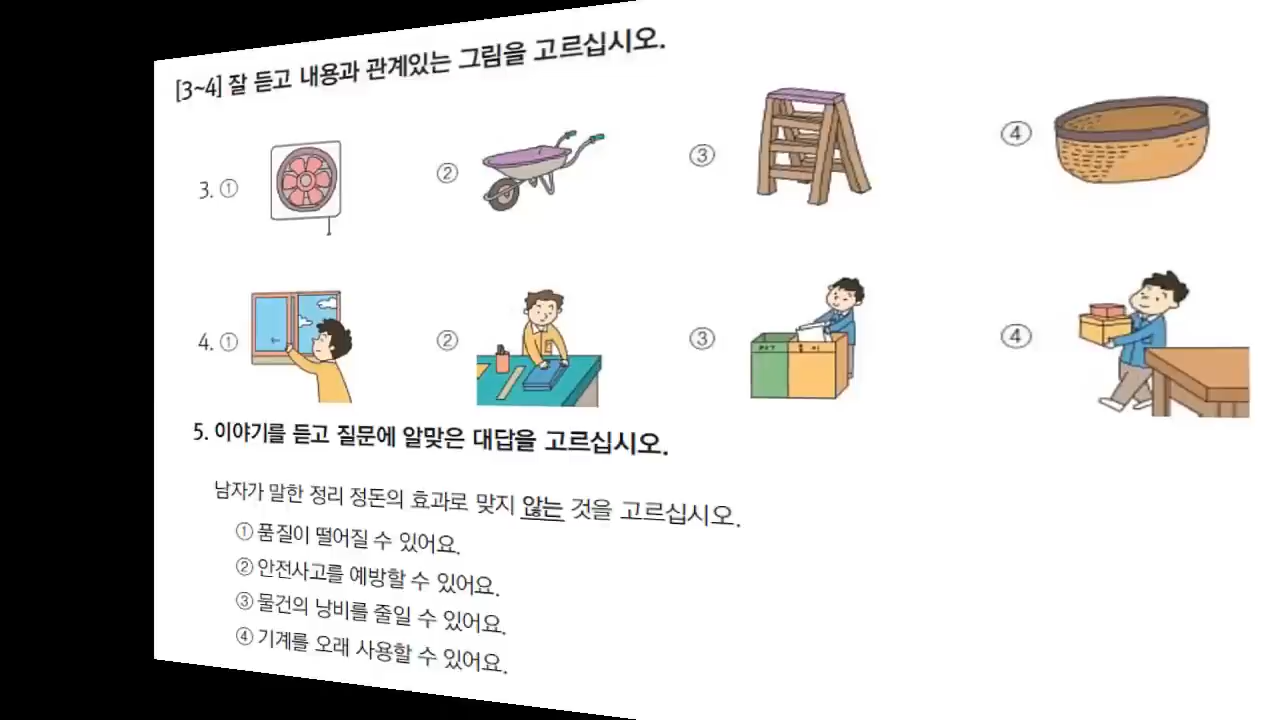 [3~4] 잘 듣고 내용과 관계있는 그림을 고르십시오.
3. ① ② ③ ④
4. ① ② ③ ④
5. 이야기를 듣고 질문에 알맞은 대답을 고르십시오.
남자가 말한 정리 정돈의 효과로 맞지 않는 것을 고르십시오.
① 품질이 떨어질 수 있어요.
② 안전사고를 예방할 수 있어요.
③ 물건의 낭비를 줄일 수 있어요.
④ 기계를 오래 사용할 수 있어요.